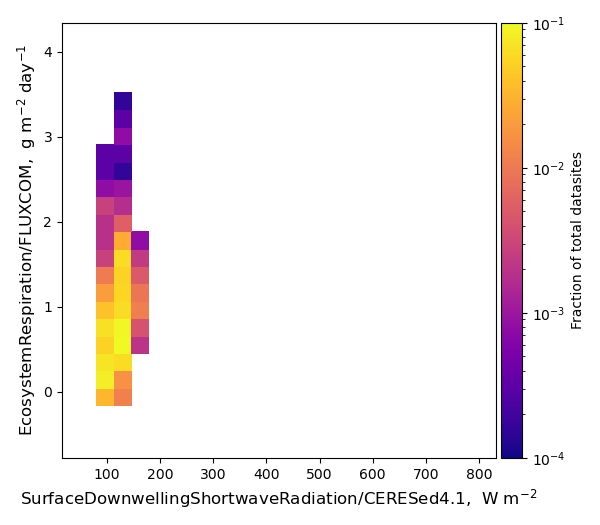 EcosystemRespiration/FLUXCOM, g m⁻² day⁻¹
4
3
2
1
0
100 200 300 400 500 600 700 800
SurfaceDownwellingShortwaveRadiation/CERESed4.1, W m⁻²
10⁻¹
10⁻²
10⁻³
10⁻⁴
Fraction of total datasites